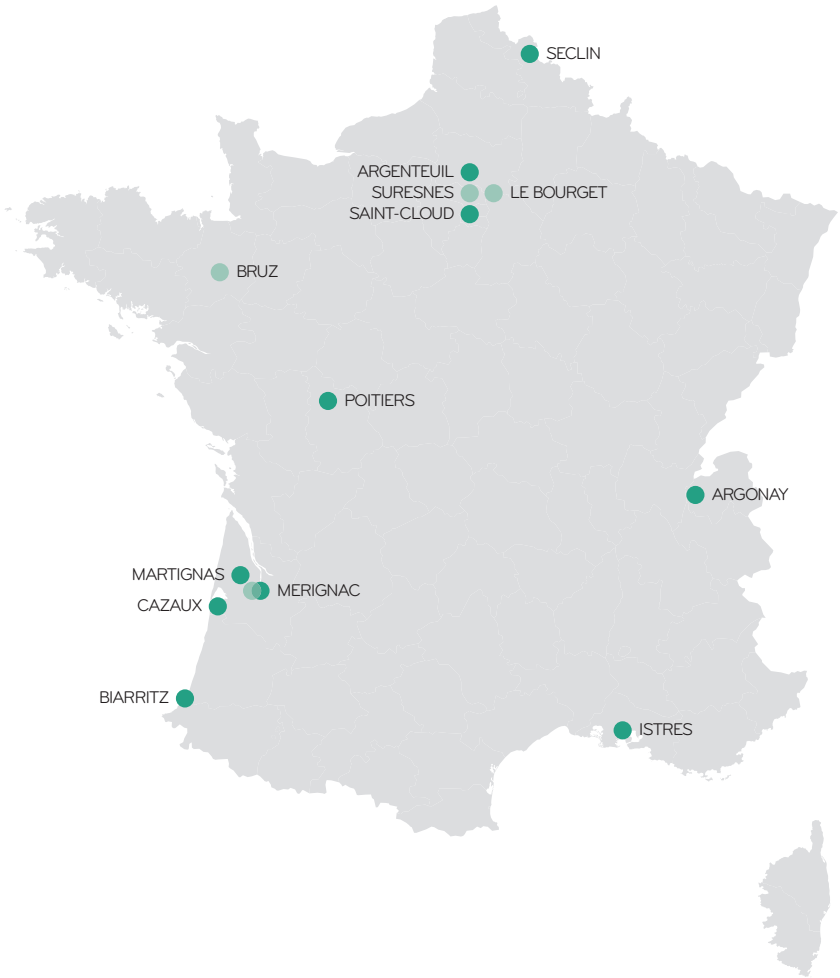 SECLIN
ARGENTEUIL
SURESNES
LE BOURGET
SAINT-CLOUD
BRUZ
POITIERS
ARGONAY
MARTIGNAS
MERIGNAC
CAZAUX
BIARRITZ
ISTRES